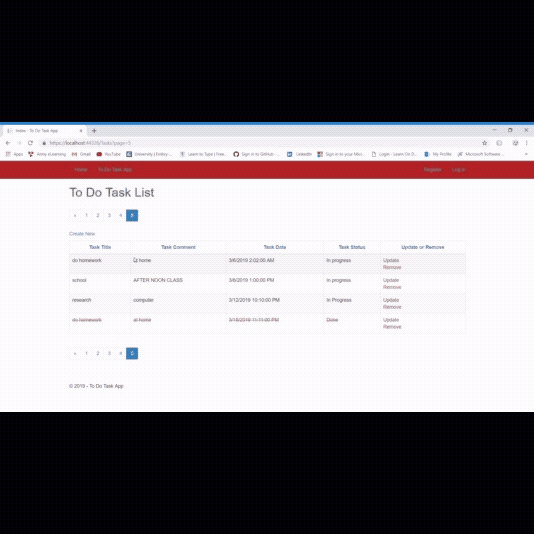 Home - To Do Task App
https://localhost:44339/Tasks?page=5
Apps Army eLearning Gmail YouTube University | Embry-... Learn to Type | Free... Sign in to GitHub · ... LinkedIn Sign in to your Micr... Login - Learn On D... My Profile Microsoft Software...
Home To Do Task App Register Log in
To Do Task List
« 1 2 3 4 5
Create New
Task Title Task Comment Task Date Task Status Update or Remove
do homework at home 3/8/2019 2:02:00 AM In progress Update
Remove
school AFTER NOON CLASS 3/8/2019 1:00:00 PM In progress Update
Remove
research computer 3/12/2019 10:10:00 PM In Progress Update
Remove
do homework at home 3/15/2019 11:11:00 PM Done Update
Remove
« 1 2 3 4 5
© 2019 - To Do Task App